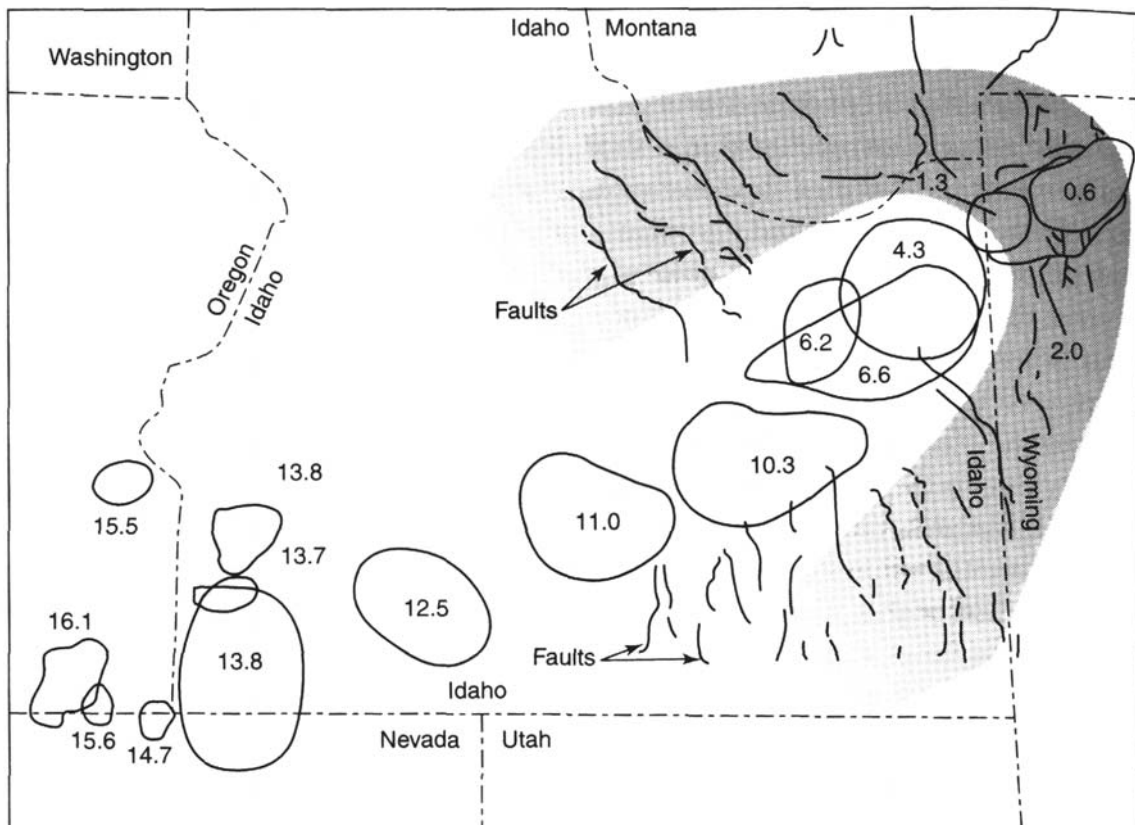 Idaho
Montana
Washington
1.3
0.6
Oregon
Idaho
4.3
Faults
6.2
2.0
6.6
13.8
10.3
15.5
Idaho
Wyoming
11.0
13.7
12.5
16.1
13.8
Faults
Idaho
15.6
14.7
Nevada
Utah